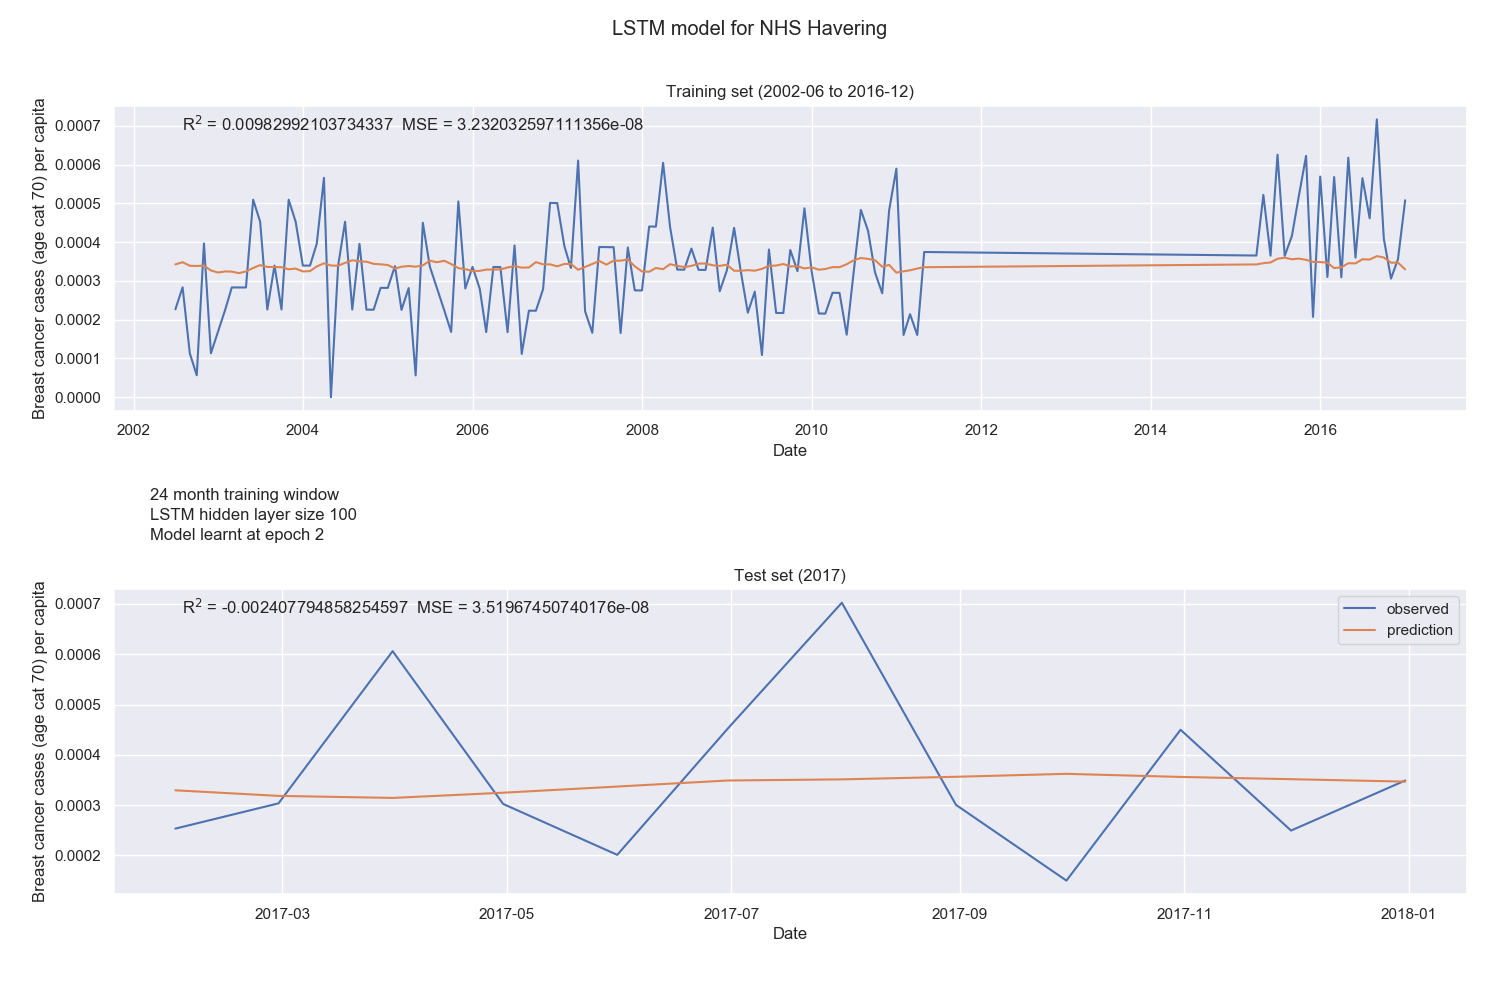 LSTM model for NHS Havering
Training set (2002-06 to 2016-12)
R² = 0.00982992103734337  MSE = 3.232032597111356e-08
Breast cancer cases (age cat 70) per capita
0.0007
0.0006
0.0005
0.0004
0.0003
0.0002
0.0001
0.0000
2002 2004 2006 2008 2010 2012 2014 2016
Date
24 month training window
LSTM hidden layer size 100
Model learnt at epoch 2
Test set (2017)
R² = -0.002407794858254597  MSE = 3.51967450740176e-08
observed
prediction
Breast cancer cases (age cat 70) per capita
0.0007
0.0006
0.0005
0.0004
0.0003
0.0002
2017-03 2017-05 2017-07 2017-09 2017-11 2018-01
Date